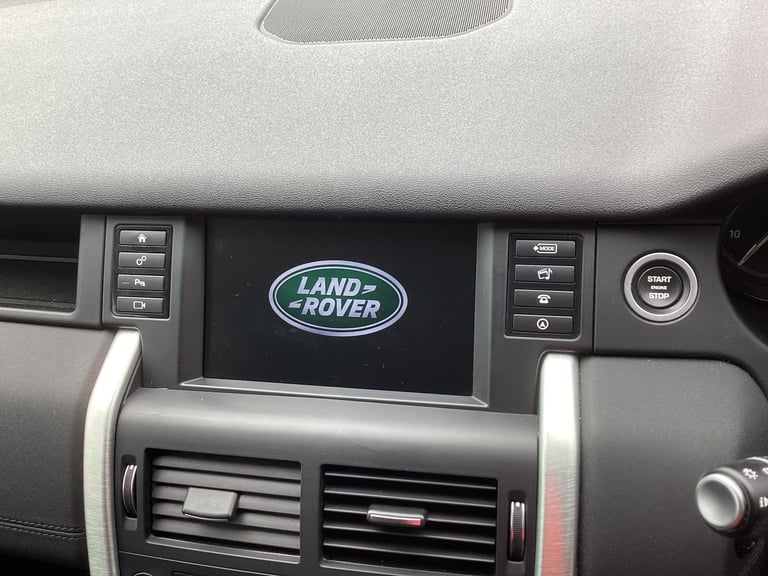 LAND
ROVER
MODE
START
ENGINE
STOP
P
A
10